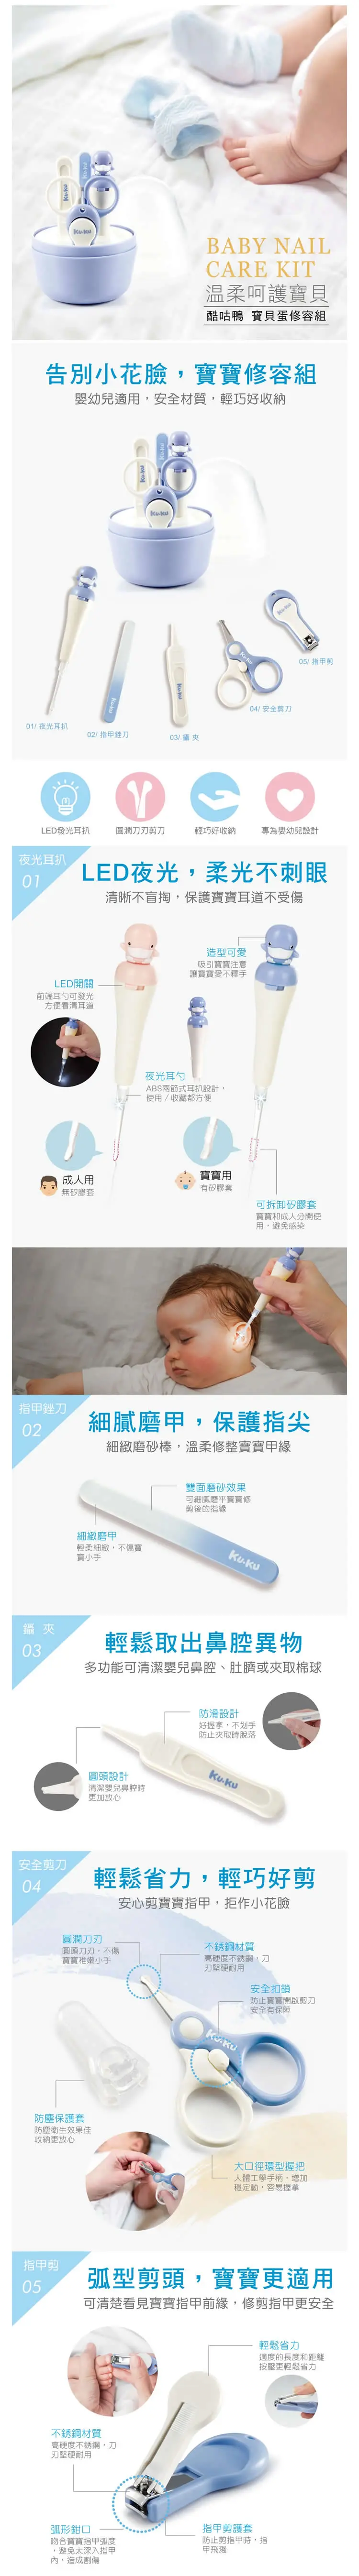 BABY NAIL
CARE KIT
溫柔呵護寶貝
酷咕鴨 寶貝蛋修容組
告別小花臉，寶寶修容組
嬰幼兒適用，安全材質，輕巧好收納
01/ 夜光耳扒
02/ 指甲銼刀
03/ 鑷 夾
04/ 安全剪刀
05/ 指甲剪
LED發光耳扒
圓潤刀刃剪刀
輕巧好收納
專為嬰幼兒設計
夜光耳扒
01
LED夜光，柔光不刺眼
清晰不盲掏，保護寶寶耳道不受傷
造型可愛
吸引寶寶注意
讓寶寶愛不釋手
LED開關
前端耳勺可發光
方便看清耳道
夜光耳勺
ABS兩節式耳扒設計，
使用／收藏都方便
成人用
無矽膠套
寶寶用
有矽膠套
可拆卸矽膠套
寶寶和成人分開使
用，避免感染
指甲銼刀
02
細膩磨甲，保護指尖
細緻磨砂棒，溫柔修整寶寶甲緣
雙面磨砂效果
可細膩磨平寶寶修
剪後的指緣
細緻磨甲
輕柔細緻，不傷寶
寶小手
KU.KU
鑷 夾
03
輕鬆取出鼻腔異物
多功能可清潔嬰兒鼻腔、肚臍或夾取棉球
防滑設計
好握拿，不划手
防止夾取時脫落
圓頭設計
清潔嬰兒鼻腔時
更加放心
KU.KU
安全剪刀
04
輕鬆省力，輕巧好剪
安心剪寶寶指甲，拒作小花臉
圓潤刀刃
圓頭刀刃，不傷
寶寶稚嫩小手
不銹鋼材質
高硬度不銹鋼，刀
刃堅硬耐用
安全扣鎖
防止寶寶開啟剪刀
安全有保障
KU.KU
防塵保護套
防塵衛生效果佳
收納更放心
大口徑環型握把
人體工學手柄，增加
穩定動，容易握拿
指甲剪
05
弧型剪頭，寶寶更適用
可清楚看見寶寶指甲前緣，修剪指甲更安全
輕鬆省力
適度的長度和距離
按壓更輕鬆省力
不銹鋼材質
高硬度不銹鋼，刀
刃堅硬耐用
弧形鉗口
吻合寶寶指甲弧度
，避免太深入指甲
內，造成割傷
指甲剪護套
防止剪指甲時，指
甲飛濺